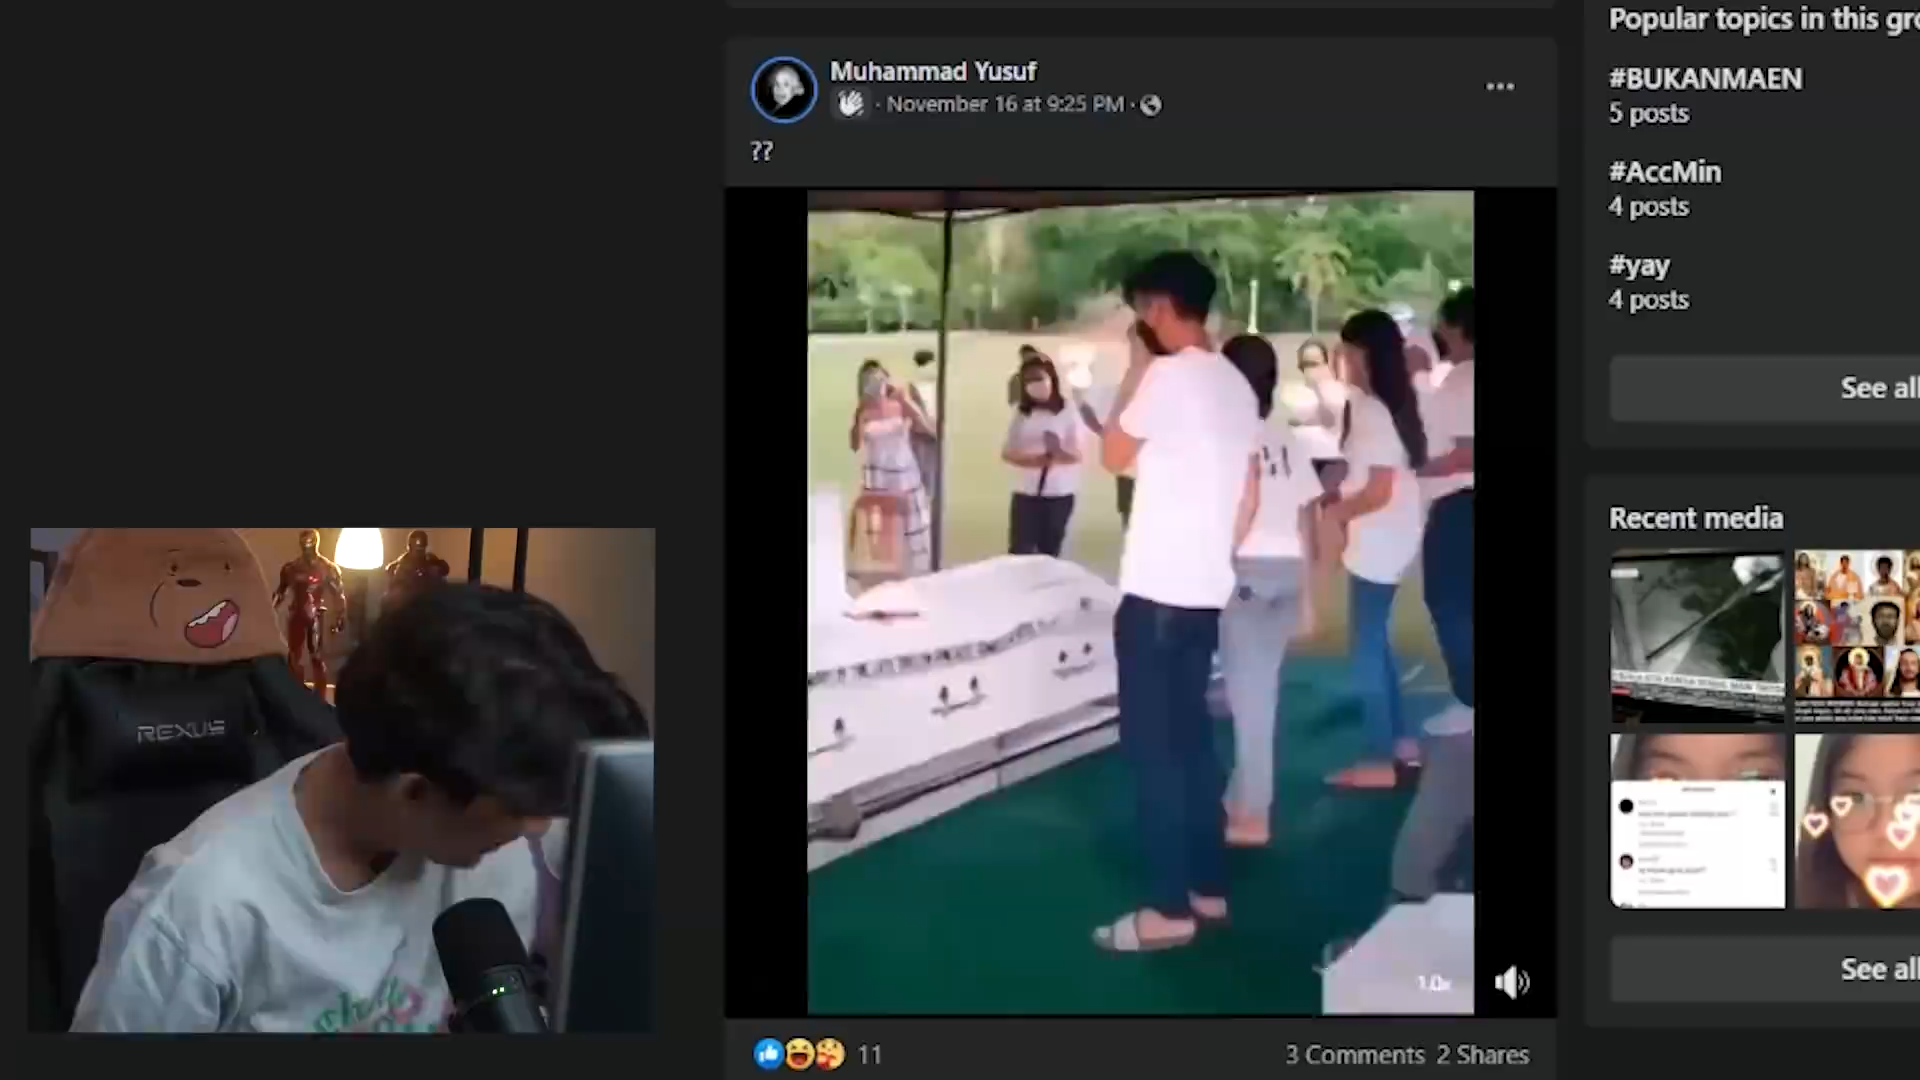 Popular topics in this gro
Muhammad Yusuf
November 16 at 9:25 PM
??
#BUKANMAEN
5 posts
#AccMin
4 posts
#yay
4 posts
See all
Recent media
REXUS
1.0x
See all
11
3 Comments 2 Shares